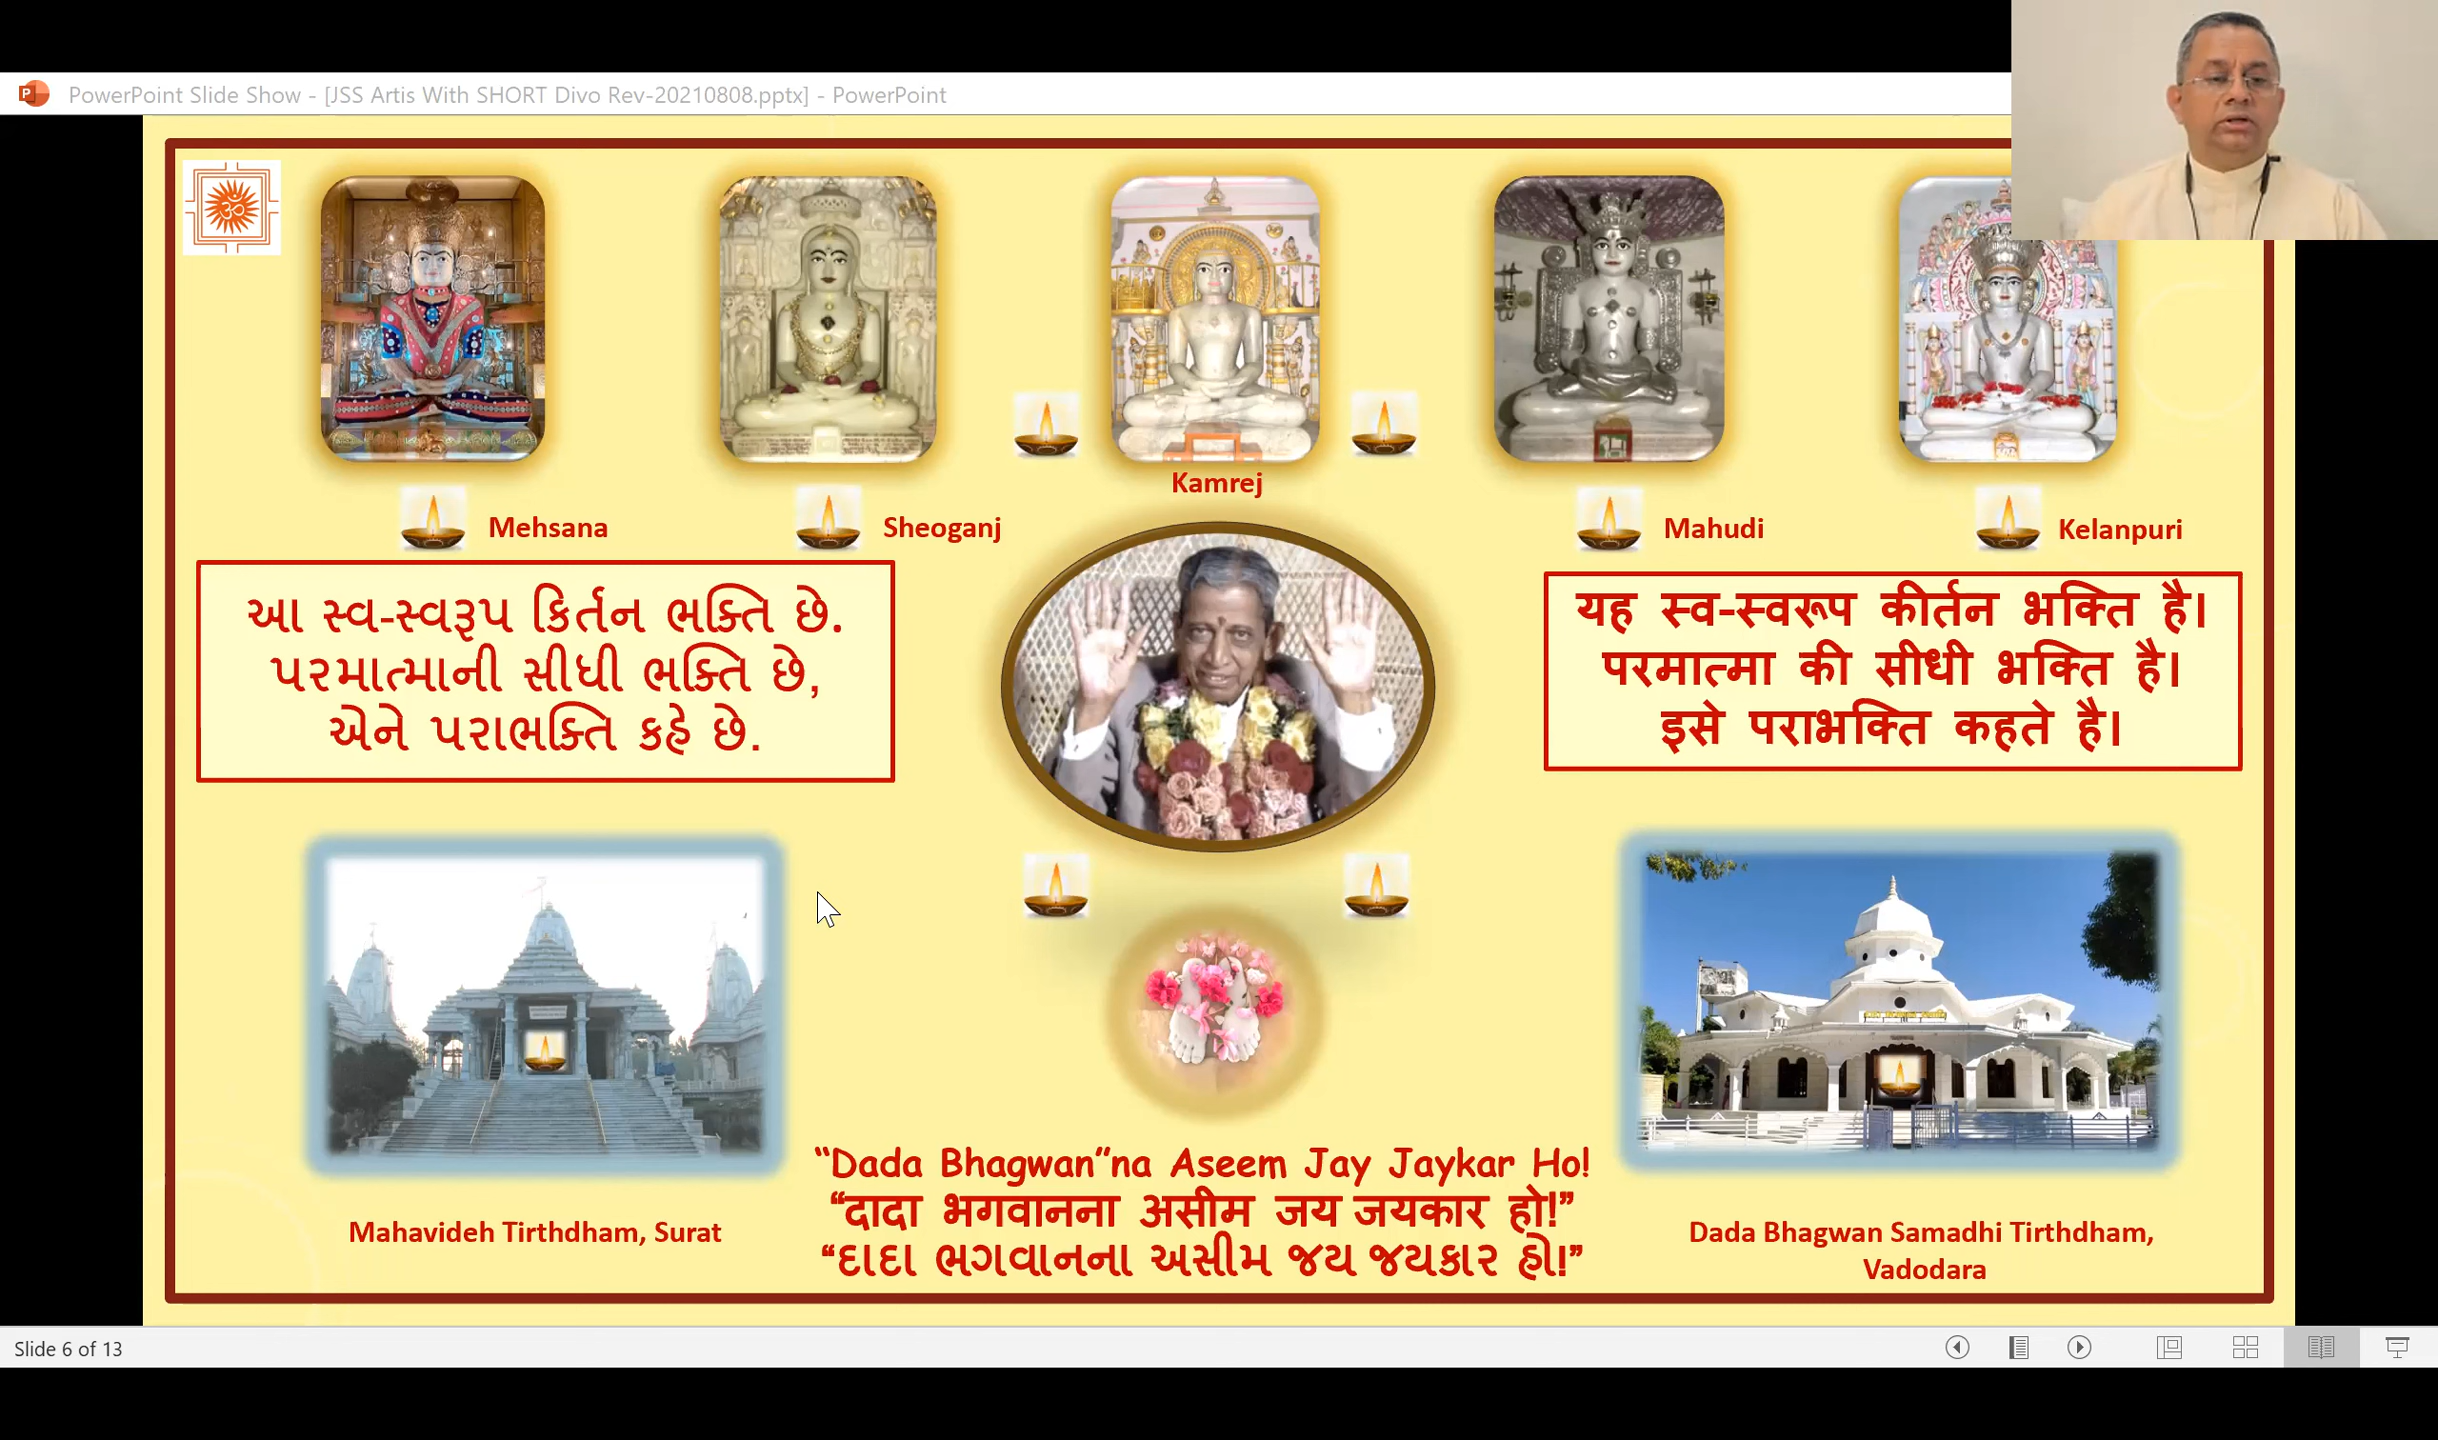 PowerPoint Slide Show - [JSS Artis With SHORT Divo Rev-20210808.pptx] - PowerPoint
Kamrej
Mehsana
Sheoganj
Mahudi
Kelanpuri
આ સ્વ-સ્વરૂપ કિર્તન ભક્તિ છે.
પરમાત્માની સીધી ભક્તિ છે,
એને પરાભક્તિ કહે છે.
यह स्व-स्वरूप कीर्तन भक्ति है।
परमात्मा की सीधी भक्ति है।
इसे पराभक्ति कहते है।
“Dada Bhagwan”na Aseem Jay Jaykar Ho!
“दादा भगवानना असीम जय जयकार हो!”
“દાદા ભગવાનના અસીમ જય જયકાર હો!”
Mahavideh Tirthdham, Surat
Dada Bhagwan Samadhi Tirthdham,
Vadodara
Slide 6 of 13